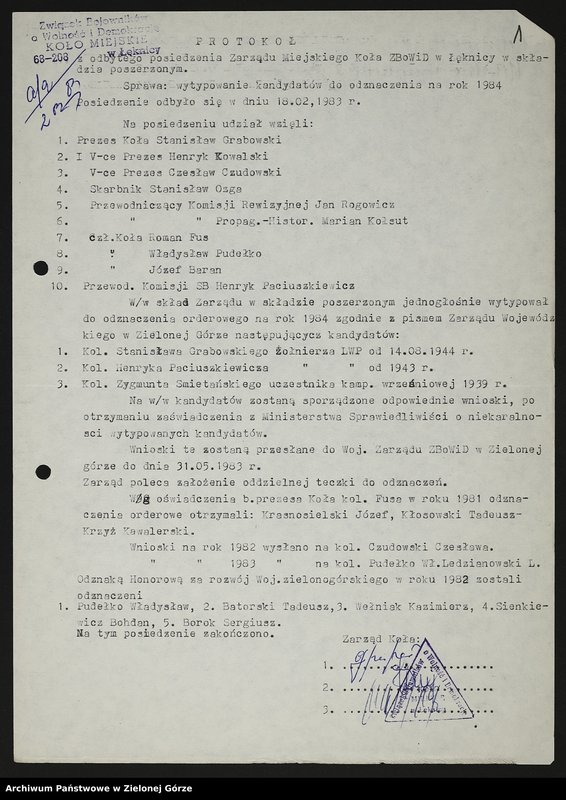 Związek Bojowników
o Wolność i Demokrację
KOŁO MIEJSKIE
w Łęknicy
68-208
1
P R O T O K O Ł
z odbytego posiedzenia Zarządu Miejskiego Koła ZBoWiD w Łęknicy w skła-
dzie poszerzonym.
Sprawa: wytypowanie kandydatów do odznaczenia na rok 1984
Posiedzenie odbyło się w dniu 18.02,1983 r.
Na posiedzeniu udział wzięli:
1. Prezes Koła Stanisław Grabowski
2. I V-ce Prezes Henryk Kowalski
3. V-ce Prezes Czesław Czudowski
4. Skarbnik Stanisław Ozga
5. Przewodniczący Komisji Rewizyjnej Jan Rogowicz
6. " " Propag.-Histor. Marian Kołsut
7. czł.Koła Roman Fus
8. " Władysław Pudełko
9. " Józef Baran
10. Przewod. Komisji SB Henryk Paciuszkiewicz
W/w skład Zarządu w składzie poszerzonym jednogłośnie wytypował
do odznaczenia orderowego na rok 1984 zgodnie z pismem Zarządu Wojewódz
kiego w Zielonej Górze następującycz kandydatów:
1. Kol. Stanisława Grabowskiego żołnierza LWP od 14.08.1944 r.
2. Kol. Henryka Paciuszkiewicza " " od 1943 r.
3. Kol. Zygmunta Smietańskiego uczestnika kamp. wrześniowej 1939 r.
Na w/w kandydatów zostaną sporządzone odpowiednie wnioski, po
otrzymaniu zaświadczenia z Ministerstwa Sprawiedliwiści o niekaralno-
sci wytypowanych kandydatów.
Wnioski te zostaną przesłane do Woj. Zarządu ZBoWiD w Zielonej
górze do dnia 31.05.1983 r.
Zarząd poleca założenie oddzielnej teczki do odznaczeń.
Wg oświadczenia b.prezesa Koła kol. Fusa w roku 1981 odzna-
czenia orderowe otrzymali: Krasnosielski Józef, Kłosowski Tadeusz-
Krzyż Kawalerski.
Wnioski na rok 1982 wysłano na kol. Czudowski Czesława.
" " 1983 " na kol. Pudełko Wł.Ledzianowski L.
Odznaką Honorową za rozwój Woj.zielonogórskiego w roku 1982 zostali
odznaczeni
1. Pudełko Władysław, 2. Batorski Tadeusz,3. Wełniak Kazimierz, 4.Sienkie-
wicz Bohdan, 5. Borok Sergiusz.
Na tym posiedzenie zakończono.
Zarząd Koła:
1.
2.
3.
Archiwum Państwowe w Zielonej Górze